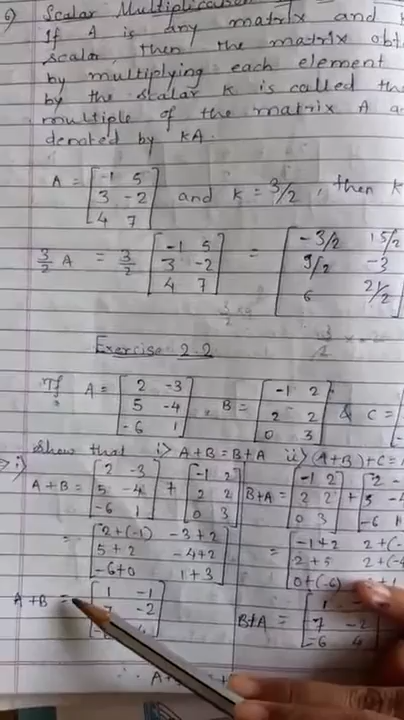 6) Scalar Multiplication
If A is any matrix and
scalar, then the matrix
by multiplying each element
by the scalar k is called
multiple of the matrix A
denoted by kA.
A = [-1 5; 3 -2; 4 7] and k = 3/2, then
3/2 A = 3/2 [-1 5; 3 -2; 4 7] = [-3/2 15/2; 9/2 -3; 6 21/2]
Exercise 2.2
If A = [2 -3; 5 -4; -6 1], B = [-1 2; 2 2; 0 3] & C =
Show that i> A+B = B+A ii> (A+B)+C =
→ i) A+B = [2 -3; 5 -4; -6 1] + [-1 2; 2 2; 0 3]
= [2+(-1) -3+2; 5+2 -4+2; -6+0 1+3]
A+B = [1 -1; 7 -2;
B+A = [-1 2; 2 2; 0 3] +
= [-1+2 2+(-; 2+5 2+(-; 0+(-6)
B+A = [1; 7 -2; -6 4]